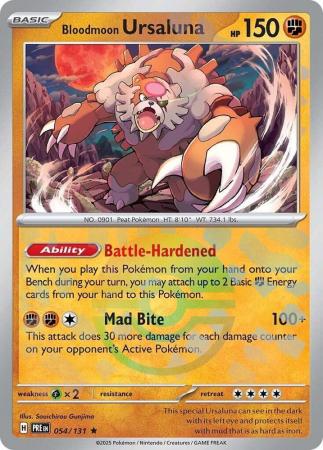 BASIC
Bloodmoon Ursaluna HP 150
NO. 0901 Peat Pokémon HT: 8'10" WT: 734.1 lbs.
Ability Battle-Hardened
When you play this Pokémon from your hand onto your
Bench during your turn, you may attach up to 2 Basic Energy
cards from your hand to this Pokémon.
Mad Bite 100+
This attack does 30 more damage for each damage counter
on your opponent's Active Pokémon.
weakness ×2 resistance retreat
Illus. Souichirou Gunjima
This special Ursaluna can see in the dark
with its left eye and protect itself
with mud that is as hard as iron.
H PRE EN 054/131 ★
©2025 Pokémon / Nintendo / Creatures / GAME FREAK